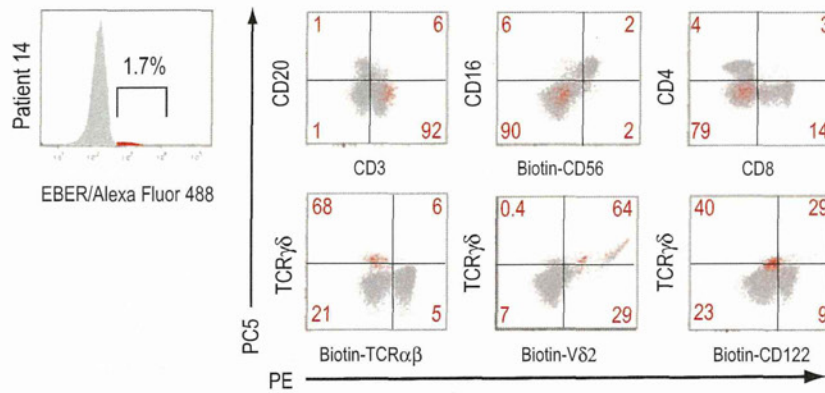 Patient 14
1.7%
EBER/Alexa Fluor 488
PC5
PE
CD20
1 6
1 92
CD3
CD16
6 2
90 2
Biotin-CD56
CD4
4 3
79 14
CD8
TCRγδ
68 6
21 5
Biotin-TCRαβ
TCRγδ
0.4 64
7 29
Biotin-Vδ2
TCRγδ
40 29
23 9
Biotin-CD122